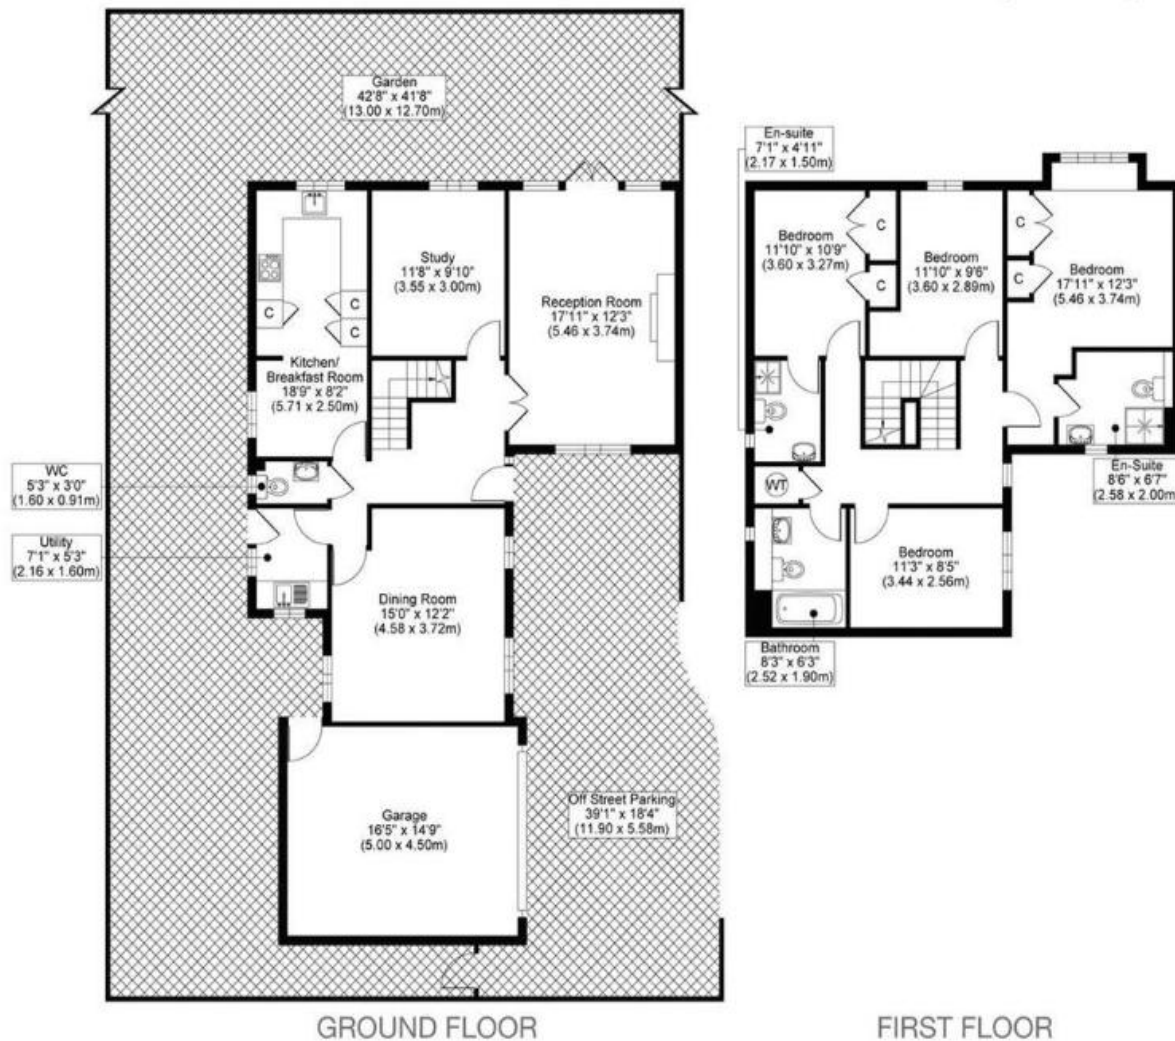 Garden
42'8" x 41'8"
(13.00 x 12.70m)
Study
11'8" x 9'10"
(3.55 x 3.00m)
Reception Room
17'11" x 12'3"
(5.46 x 3.74m)
C
C
C
Kitchen/
Breakfast Room
18'9" x 8'2"
(5.71 x 2.50m)
WC
5'3" x 3'0"
(1.60 x 0.91m)
Utility
7'1" x 5'3"
(2.16 x 1.60m)
Dining Room
15'0" x 12'2"
(4.58 x 3.72m)
Garage
16'5" x 14'9"
(5.00 x 4.50m)
Off Street Parking
39'1" x 18'4"
(11.90 x 5.58m)
GROUND FLOOR
En-suite
7'1" x 4'11"
(2.17 x 1.50m)
Bedroom
11'10" x 10'9"
(3.60 x 3.27m)
C
C
Bedroom
11'10" x 9'6"
(3.60 x 2.89m)
C
C
Bedroom
17'11" x 12'3"
(5.46 x 3.74m)
En-Suite
8'6" x 6'7"
(2.58 x 2.00m
WT
Bedroom
11'3" x 8'5"
(3.44 x 2.56m)
Bathroom
8'3" x 6'3"
(2.52 x 1.90m)
FIRST FLOOR